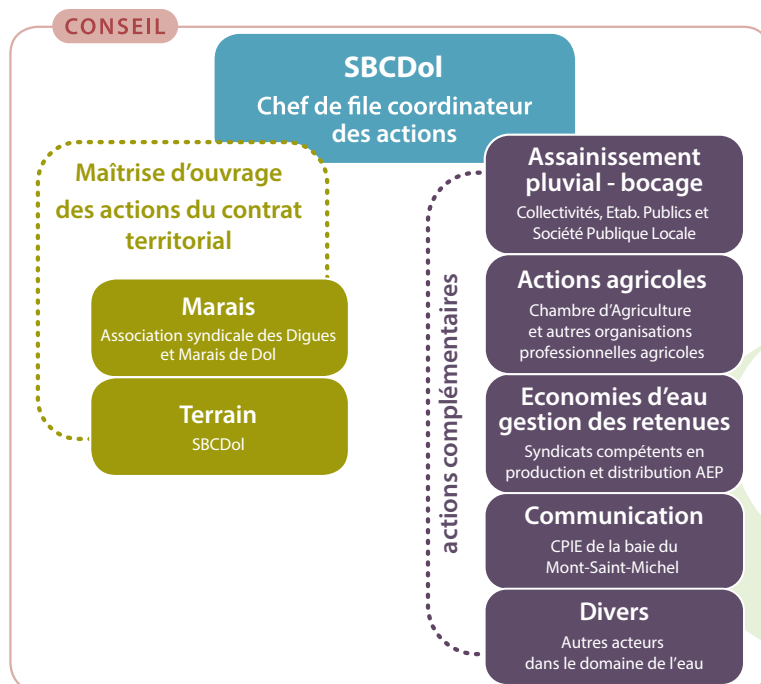 CONSEIL
SBCDol
Chef de file coordinateur
des actions
Maîtrise d’ouvrage
des actions du contrat
territorial
Marais
Association syndicale des Digues
et Marais de Dol
Terrain
SBCDol
actions complémentaires
Assainissement
pluvial - bocage
Collectivités, Etab. Publics et
Société Publique Locale
Actions agricoles
Chambre d’Agriculture
et autres organisations
professionnelles agricoles
Economies d’eau
gestion des retenues
Syndicats compétents en
production et distribution AEP
Communication
CPIE de la baie du
Mont-Saint-Michel
Divers
Autres acteurs
dans le domaine de l’eau